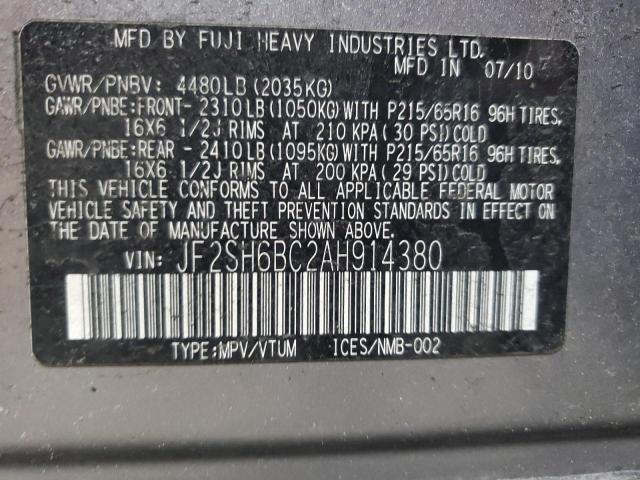 MFD BY FUJI HEAVY INDUSTRIES LTD.
MFD IN 07/10
GVWR/PNBV: 4480LB(2035KG)
GAWR/PNBE:FRONT- 2310LB(1050KG)WITH P215/65R16 96H TIRES,
16X6 1/2J RIMS AT 210 KPA(30 PSI)COLD
GAWR/PNBE:REAR - 2410LB(1095KG)WITH P215/65R16 96H TIRES,
16X6 1/2J RIMS AT 200 KPA(29 PSI)COLD
THIS VEHICLE CONFORMS TO ALL APPLICABLE FEDERAL MOTOR
VEHICLE SAFETY AND THEFT PREVENTION STANDARDS IN EFFECT ON
THE DATE OF MANUFACTURE SHOWN ABOVE.
VIN: JF2SH6BC2AH914380
TYPE:MPV/VTUM ICES/NMB-002